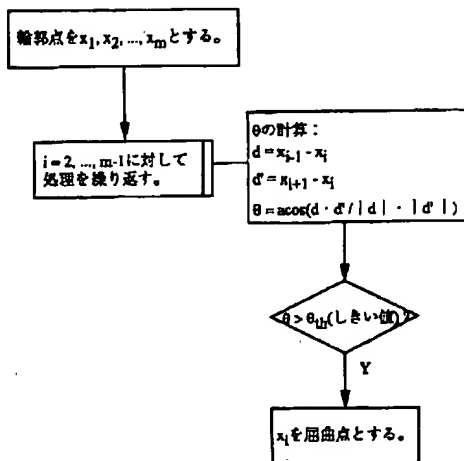 輪郭点をx1, x2, ..., xmとする。
i = 2, ..., m-1に対して
処理を繰り返す。
θの計算：
d = xi-1 - xi
d' = xi+1 - xi
θ = acos(d · d' / | d | · | d' | )
θ > θth(しきい値)?
Y
xiを屈曲点とする。